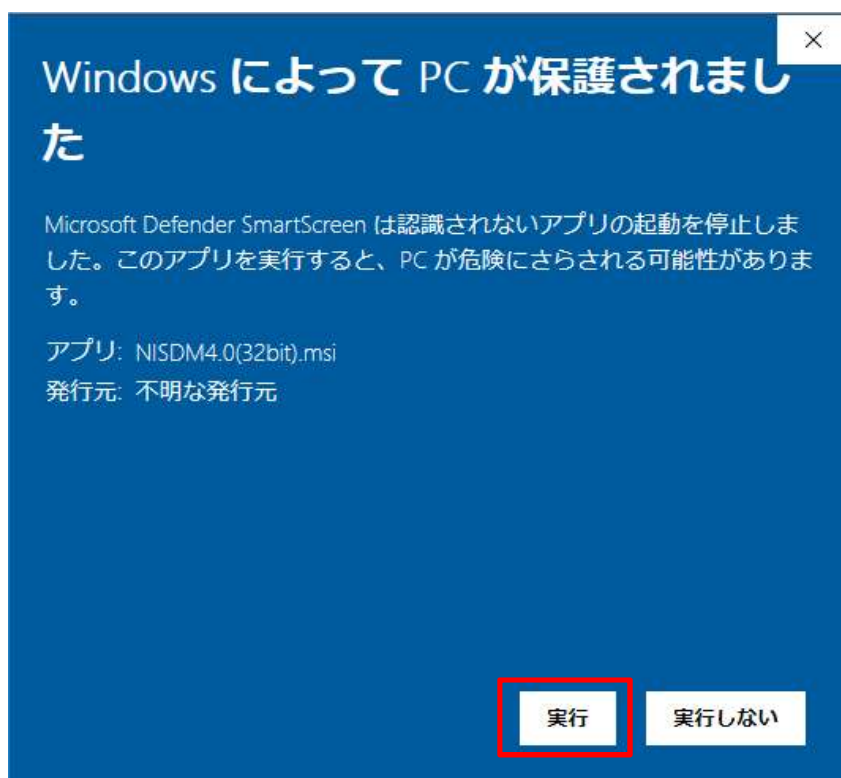 Windows によって PC が保護されまし
た
Microsoft Defender SmartScreen は認識されないアプリの起動を停止しま
した。このアプリを実行すると、PC が危険にさらされる可能性がありま
す。
アプリ: NISDM4.0(32bit).msi
発行元: 不明な発行元
実行 実行しない